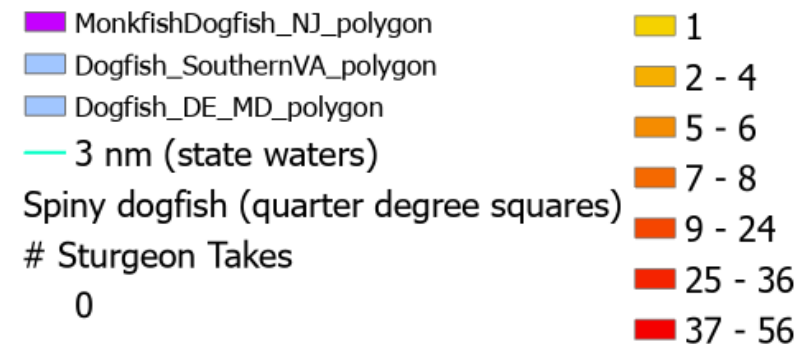 MonkfishDogfish_NJ_polygon
Dogfish_SouthernVA_polygon
Dogfish_DE_MD_polygon
3 nm (state waters)
Spiny dogfish (quarter degree squares)
# Sturgeon Takes
0
1
2 - 4
5 - 6
7 - 8
9 - 24
25 - 36
37 - 56